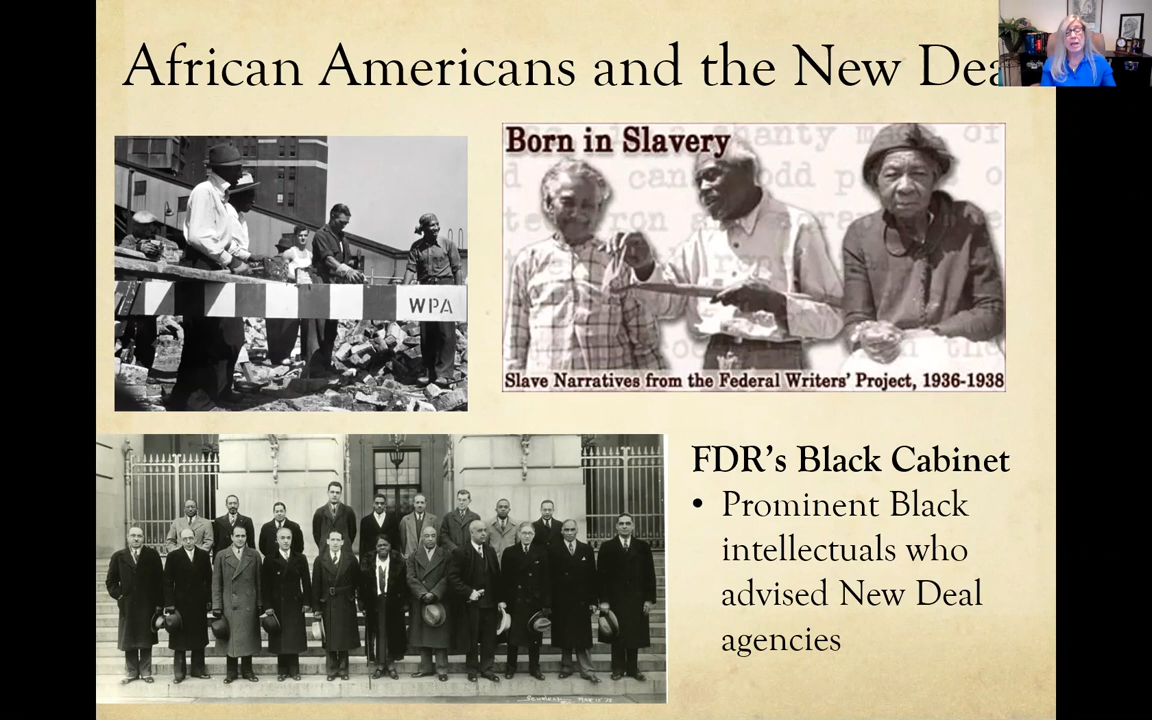 African Americans and the New Dea
WPA
Born in Slavery
Slave Narratives from the Federal Writers' Project, 1936-1938
FDR's Black Cabinet
• Prominent Black
intellectuals who
advised New Deal
agencies